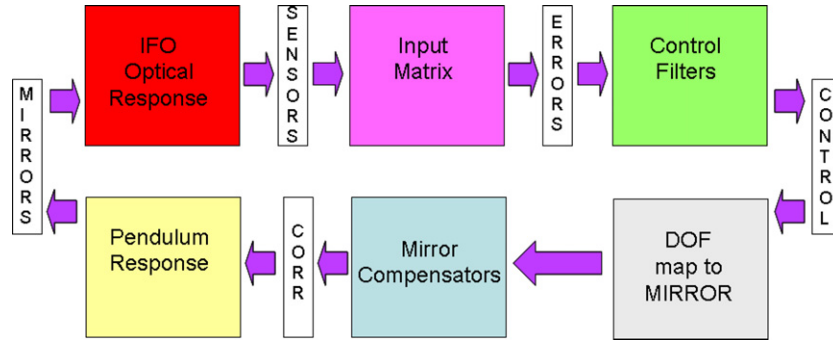 MIRRORS
IFO
Optical
Response
SENSORS
Input
Matrix
ERRORS
Control
Filters
CONTROL
Pendulum
Response
CORR
Mirror
Compensators
DOF
map to
MIRROR